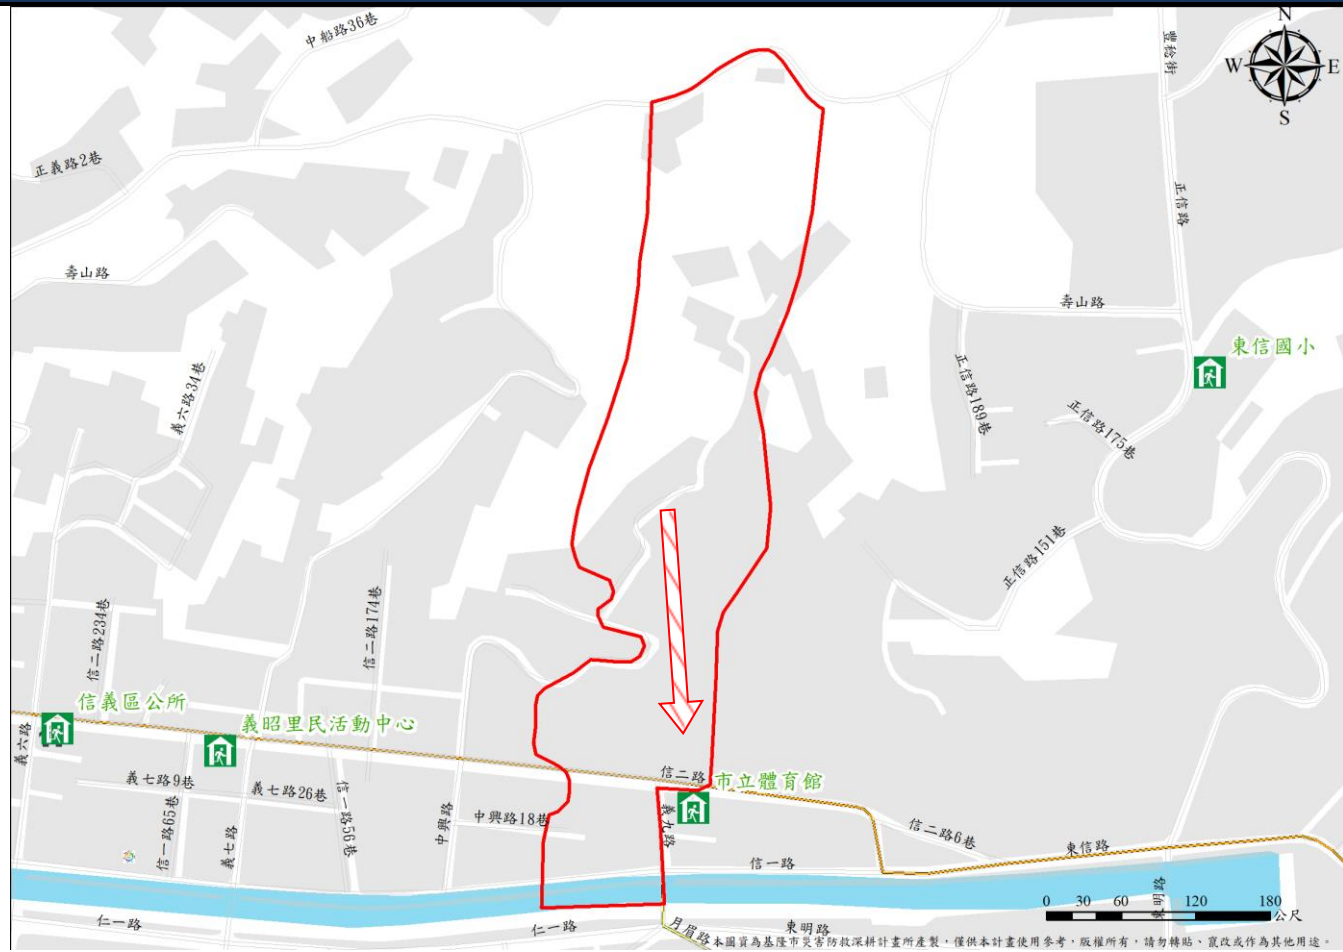 N
中船路36巷
豐稔街
W
E
S
正義路2巷
正信路
壽山路
壽山路
東信國小
義六路34巷
正信路189巷
正信路175巷
正信路151巷
信二路234巷
信二路174巷
信義區公所
義昭里民活動中心
義六路
信二路
市立體育館
義七路9巷
義七路26巷
信一路56巷
信一路65巷
義七路
中興路
中興路18巷
義九路
信二路6巷
東信路
信一路
東明路
0 30 60 120 180
公尺
仁一路
仁一路
月眉路
東明路
本圖資為基隆市災害防救深耕計畫所產製，僅供本計畫使用參考，版權所有，請勿轉貼、竄改或作為其他用途。